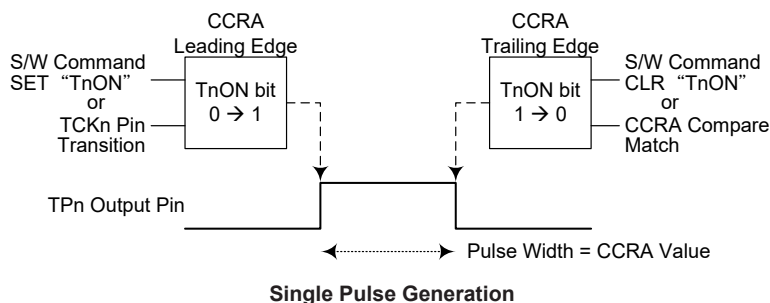 CCRA
Leading Edge
S/W Command
SET “TnON”
or
TCKn Pin
Transition
TnON bit
0 → 1
CCRA
Trailing Edge
TnON bit
1 → 0
S/W Command
CLR “TnON”
or
CCRA Compare
Match
TPn Output Pin
Pulse Width = CCRA Value
Single Pulse Generation